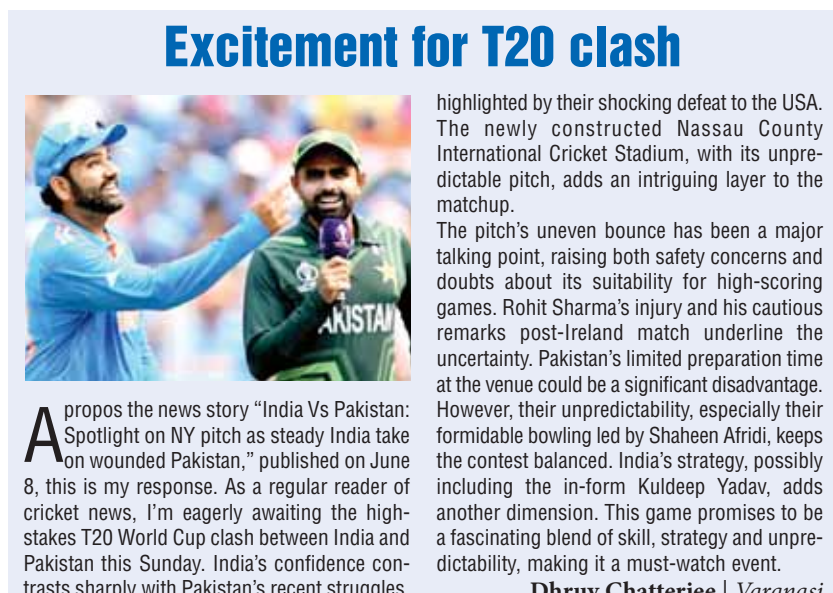 Excitement for T20 clash
AKISTAN
Apropos the news story “India Vs Pakistan:
Spotlight on NY pitch as steady India take
on wounded Pakistan,” published on June
8, this is my response. As a regular reader of
cricket news, I’m eagerly awaiting the high-
stakes T20 World Cup clash between India and
Pakistan this Sunday. India’s confidence con-
trasts sharply with Pakistan’s recent struggles,
highlighted by their shocking defeat to the USA.
The newly constructed Nassau County
International Cricket Stadium, with its unpre-
dictable pitch, adds an intriguing layer to the
matchup.
The pitch’s uneven bounce has been a major
talking point, raising both safety concerns and
doubts about its suitability for high-scoring
games. Rohit Sharma’s injury and his cautious
remarks post-Ireland match underline the
uncertainty. Pakistan’s limited preparation time
at the venue could be a significant disadvantage.
However, their unpredictability, especially their
formidable bowling led by Shaheen Afridi, keeps
the contest balanced. India’s strategy, possibly
including the in-form Kuldeep Yadav, adds
another dimension. This game promises to be
a fascinating blend of skill, strategy and unpre-
dictability, making it a must-watch event.
Dhruv Chatterjee | Varanasi